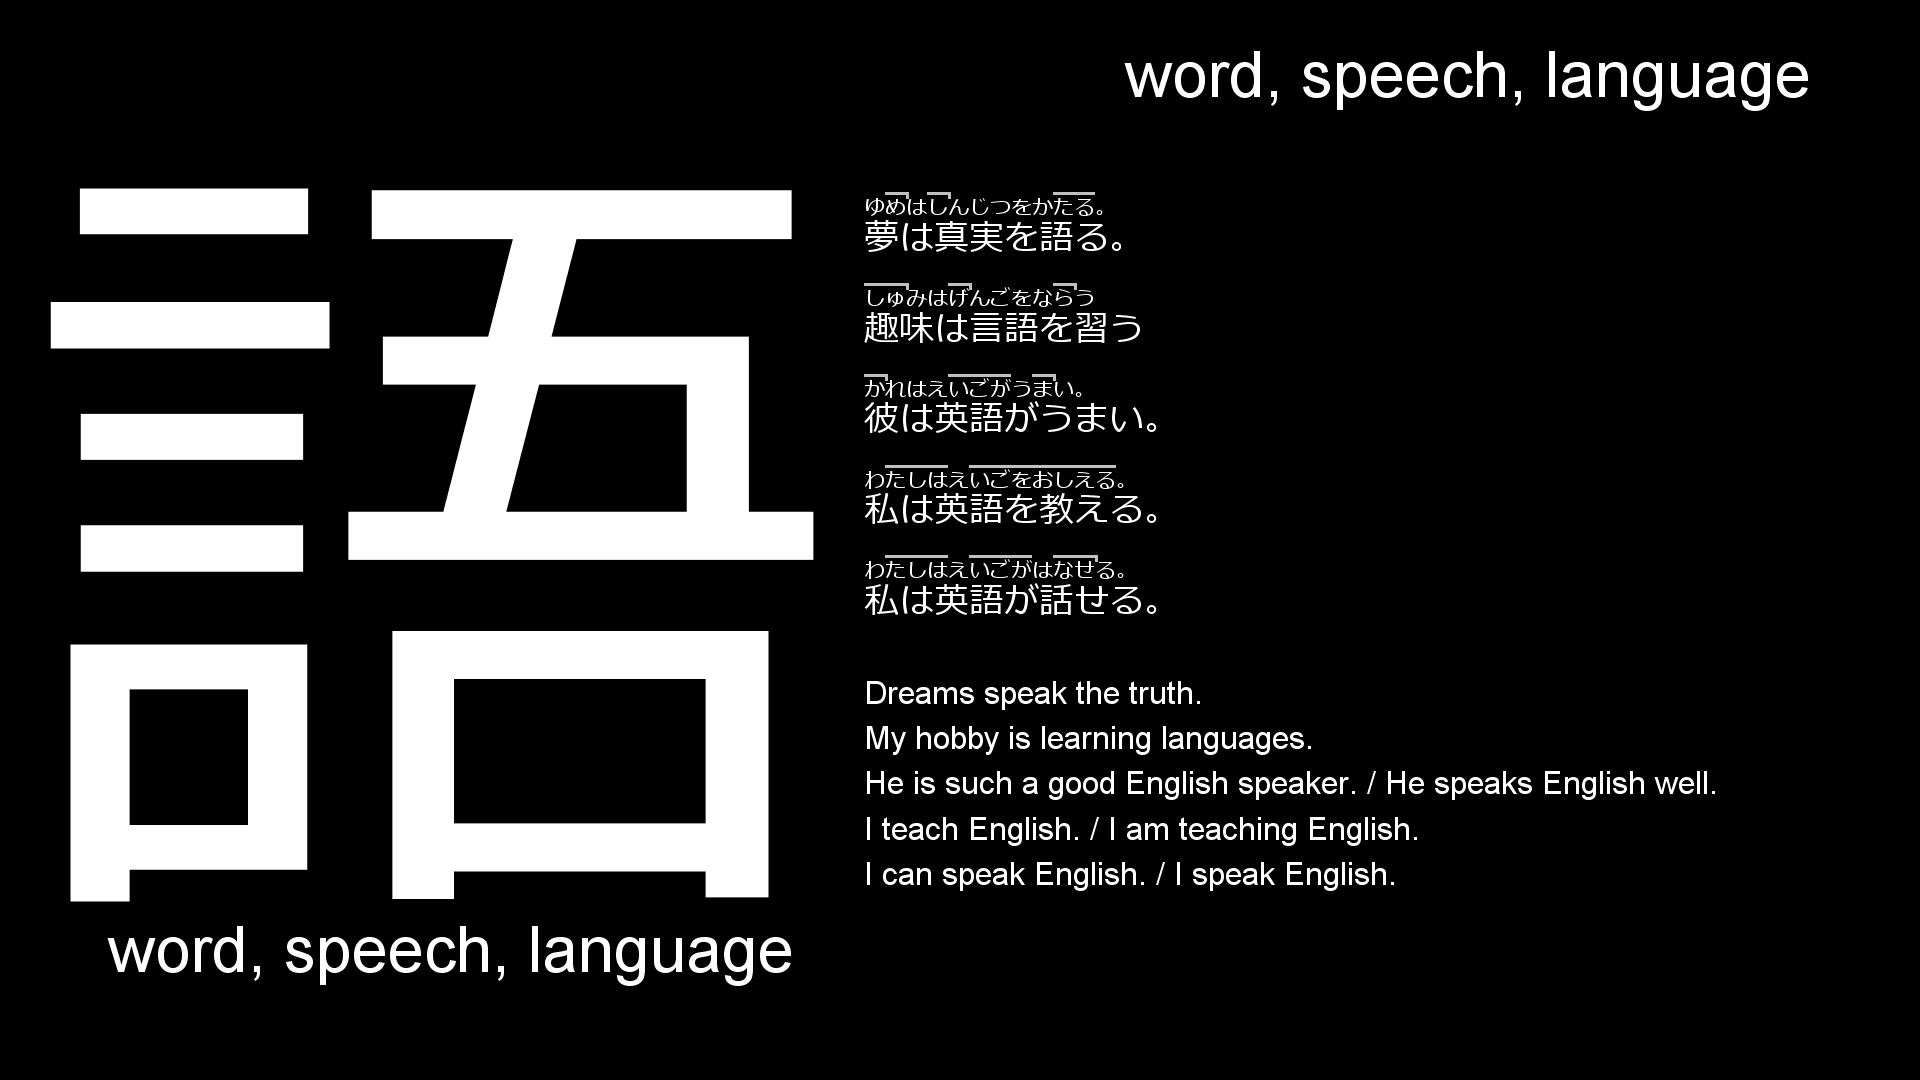 word, speech, language
語
word, speech, language
ゆめはしんじつをかたる。
夢は真実を語る。
しゅみはげんごをならう
趣味は言語を習う
かれはえいごがうまい。
彼は英語がうまい。
わたしはえいごをおしえる。
私は英語を教える。
わたしはえいごがはなせる。
私は英語が話せる。
Dreams speak the truth.
My hobby is learning languages.
He is such a good English speaker. / He speaks English well.
I teach English. / I am teaching English.
I can speak English. / I speak English.